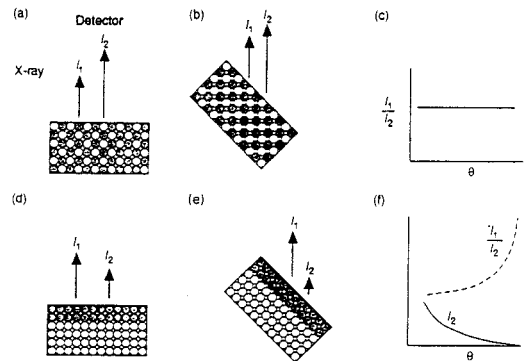 (a) Detector (b) (c)
I₁ I₂ I₁ I₂
X-ray
I₁/I₂
θ
(d) (e) (f)
I₁ I₂ I₁ I₂ I₁/I₂
I₂
θ